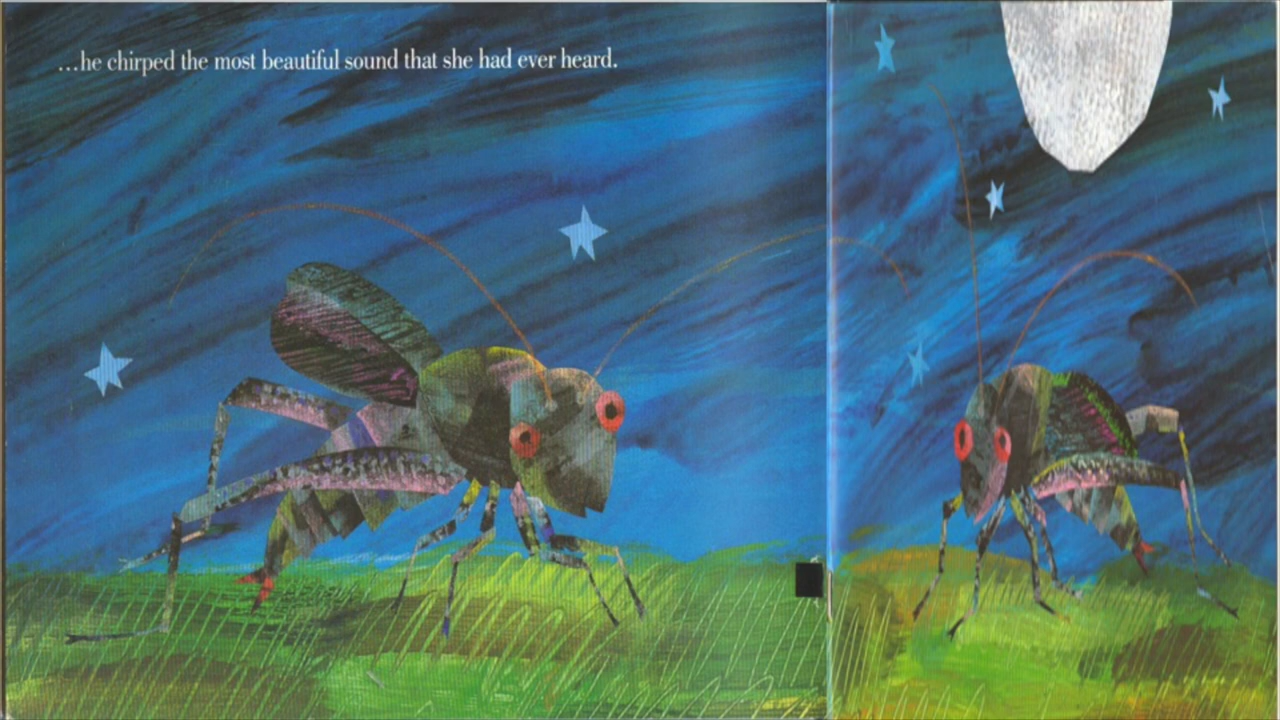 …he chirped the most beautiful sound that she had ever heard.